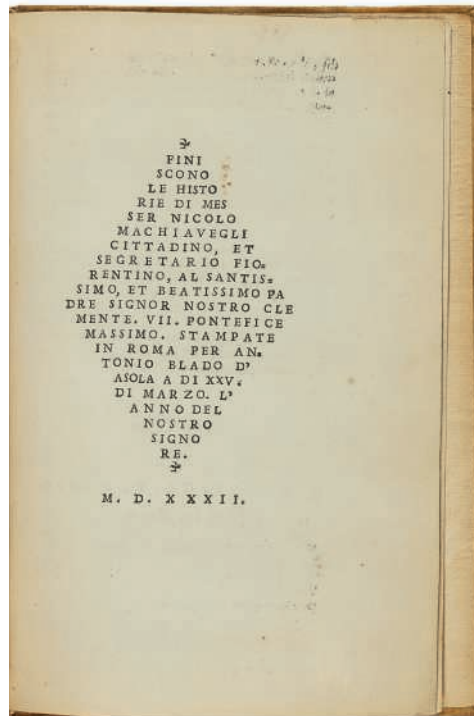 FINI
SCONO
LE HISTO
RIE DI MES
SER NICOLO
MACHIAVEGLI
CITTADINO, ET
SEGRETARIO FIO=
RENTINO, AL SANTIS=
SIMO, ET BEATISSIMO PA
DRE SIGNOR NOSTRO CLE
MENTE. VII. PONTEFICE
MASSIMO. STAMPATE
IN ROMA PER AN=
TONIO BLADO D'
ASOLA A DI XXV.
DI MARZO. L'
ANNO DEL
NOSTRO
SIGNO
RE.
M. D. XXXII.